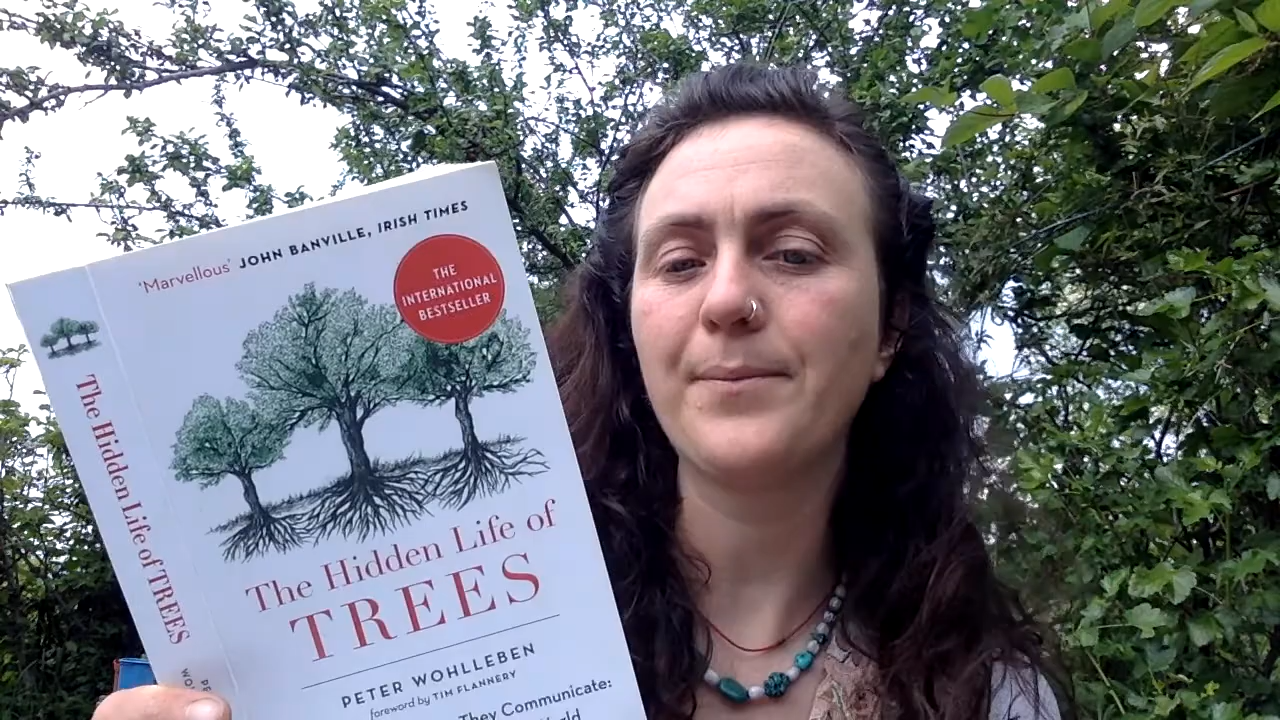 'Marvellous' JOHN BANVILLE, IRISH TIMES
THE
INTERNATIONAL
BESTSELLER
The Hidden Life of
TREES
PETER WOHLLEBEN
foreword by TIM FLANNERY
They Communicate:
The Hidden Life of TREES